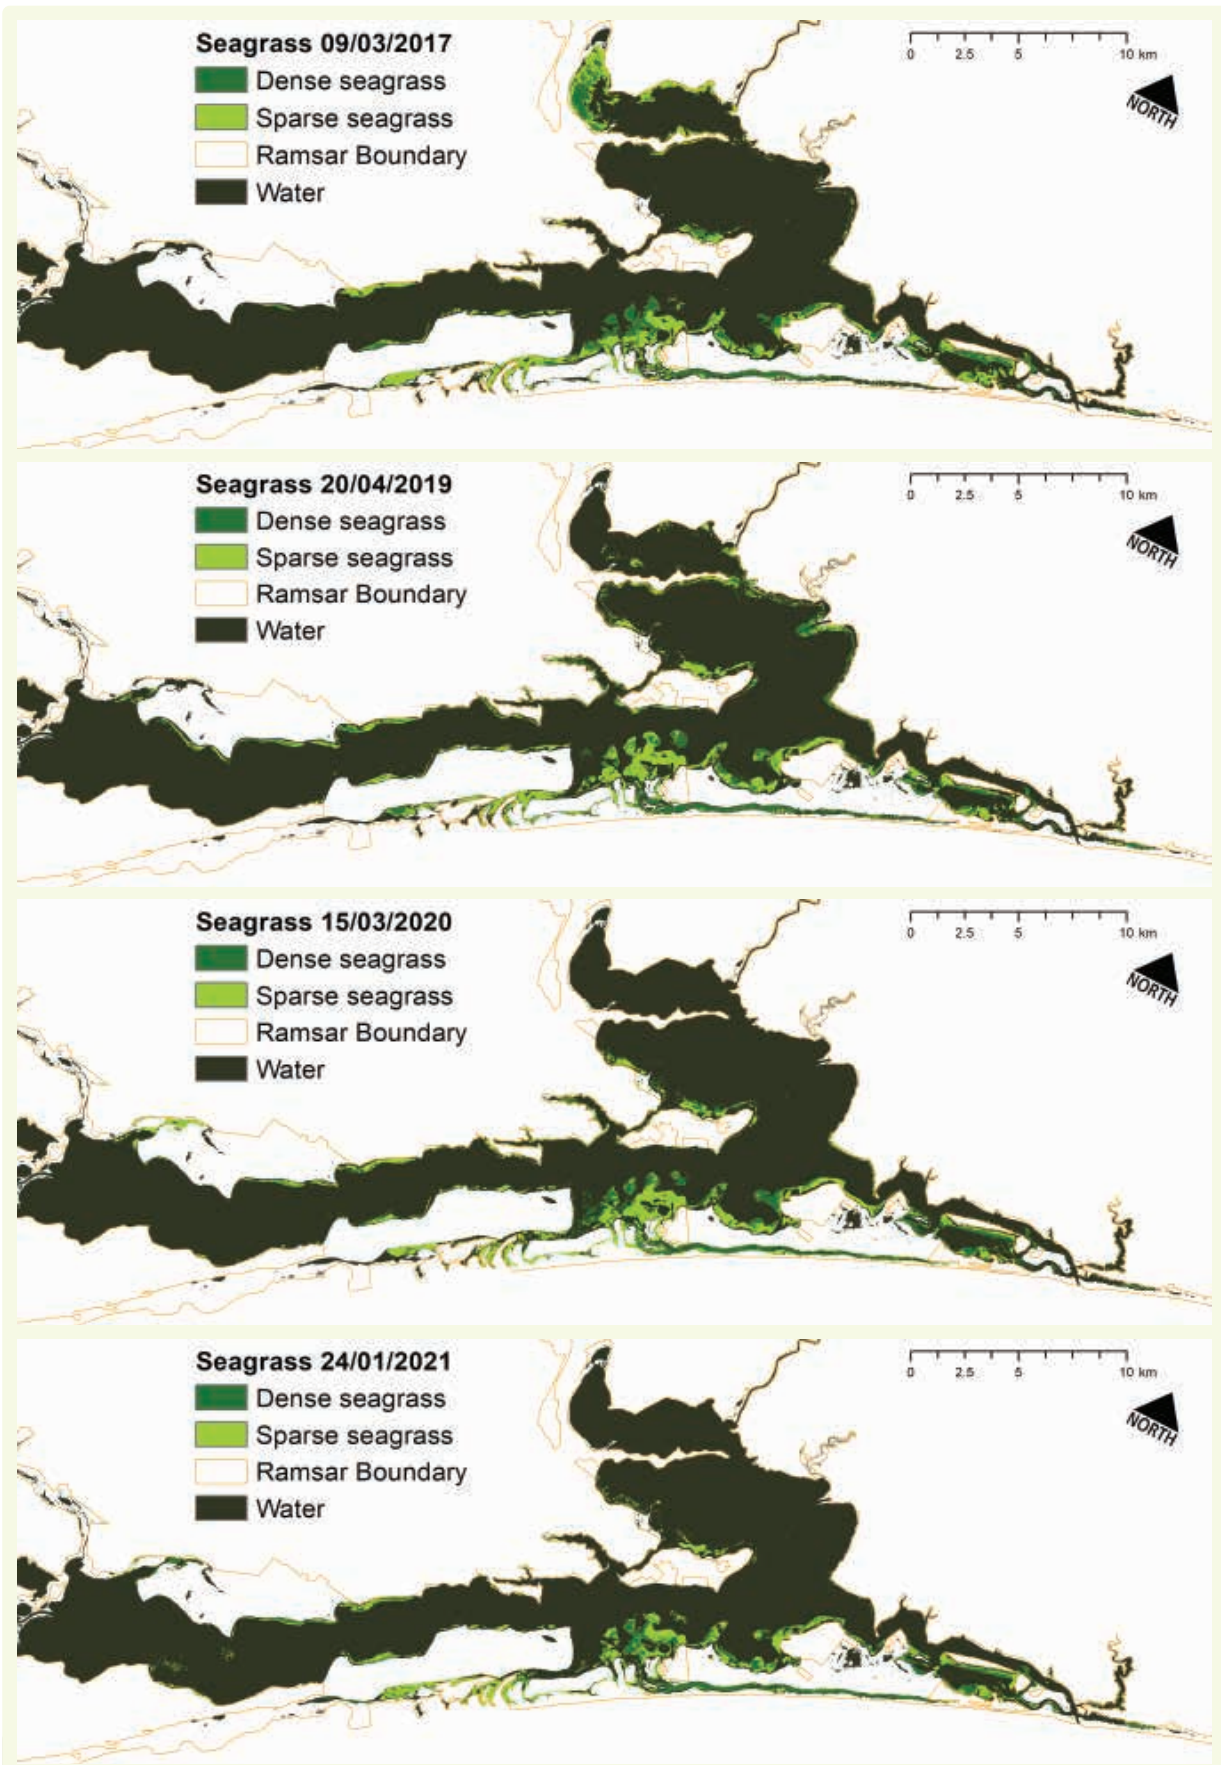 Seagrass 09/03/2017
Dense seagrass
Sparse seagrass
Ramsar Boundary
Water
0 2.5 5 10 km
NORTH
Seagrass 20/04/2019
Dense seagrass
Sparse seagrass
Ramsar Boundary
Water
0 2.5 5 10 km
NORTH
Seagrass 15/03/2020
Dense seagrass
Sparse seagrass
Ramsar Boundary
Water
0 2.5 5 10 km
NORTH
Seagrass 24/01/2021
Dense seagrass
Sparse seagrass
Ramsar Boundary
Water
0 2.5 5 10 km
NORTH